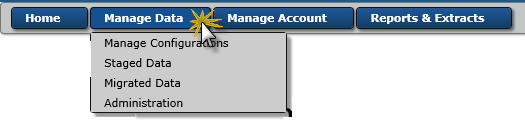 Home
Manage Data
Manage Account
Reports & Extracts
Manage Configurations
Staged Data
Migrated Data
Administration